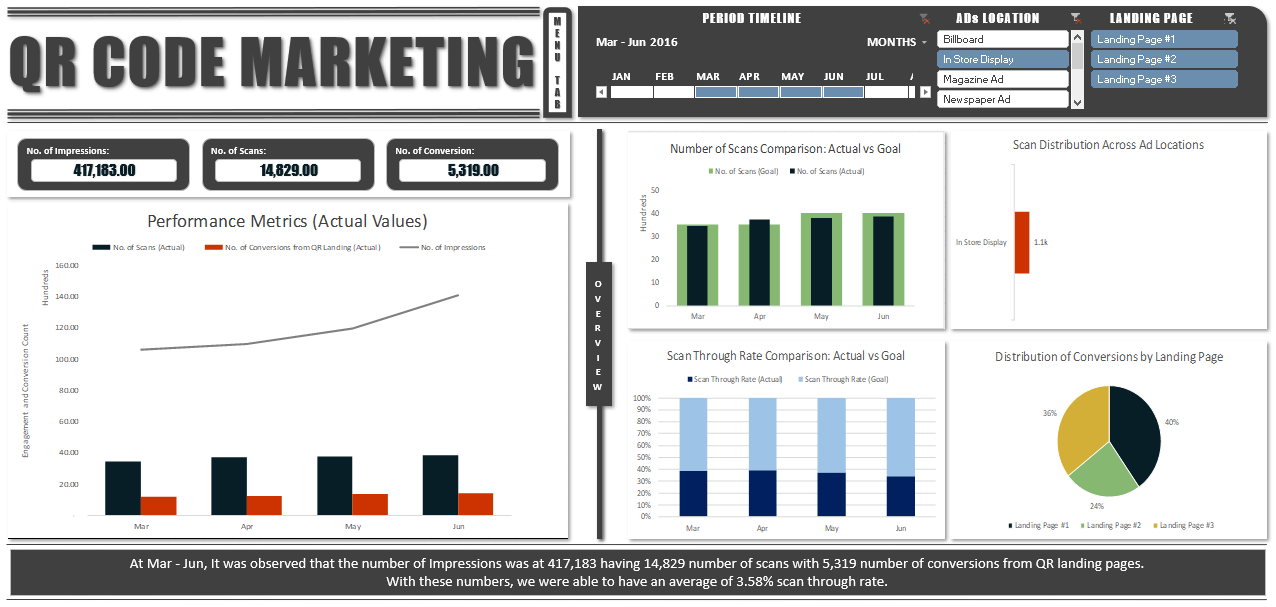 QR CODE MARKETING
MENU TAB
PERIOD TIMELINE
Mar - Jun 2016
MONTHS
JAN FEB MAR APR MAY JUN JUL
ADs LOCATION
Billboard
In Store Display
Magazine Ad
Newspaper Ad
LANDING PAGE
Landing Page #1
Landing Page #2
Landing Page #3
No. of Impressions:
417,183.00
No. of Scans:
14,829.00
No. of Conversion:
5,319.00
Performance Metrics (Actual Values)
No. of Scans (Actual) No. of Conversions from QR Landing (Actual) No. of Impressions
Hundreds
Engagement and Conversion Count
160.00
140.00
120.00
100.00
80.00
60.00
40.00
20.00
-
Mar Apr May Jun
OVERVIEW
Number of Scans Comparison: Actual vs Goal
No. of Scans (Goal) No. of Scans (Actual)
Hundreds
50
40
30
20
10
0
Mar Apr May Jun
Scan Distribution Across Ad Locations
In Store Display 1.1k
Scan Through Rate Comparison: Actual vs Goal
Scan Through Rate (Actual) Scan Through Rate (Goal)
100%
90%
80%
70%
60%
50%
40%
30%
20%
10%
0%
Mar Apr May Jun
Distribution of Conversions by Landing Page
36%
40%
24%
Landing Page #1 Landing Page #2 Landing Page #3
At Mar - Jun, It was observed that the number of Impressions was at 417,183 having 14,829 number of scans with 5,319 number of conversions from QR landing pages.
With these numbers, we were able to have an average of 3.58% scan through rate.